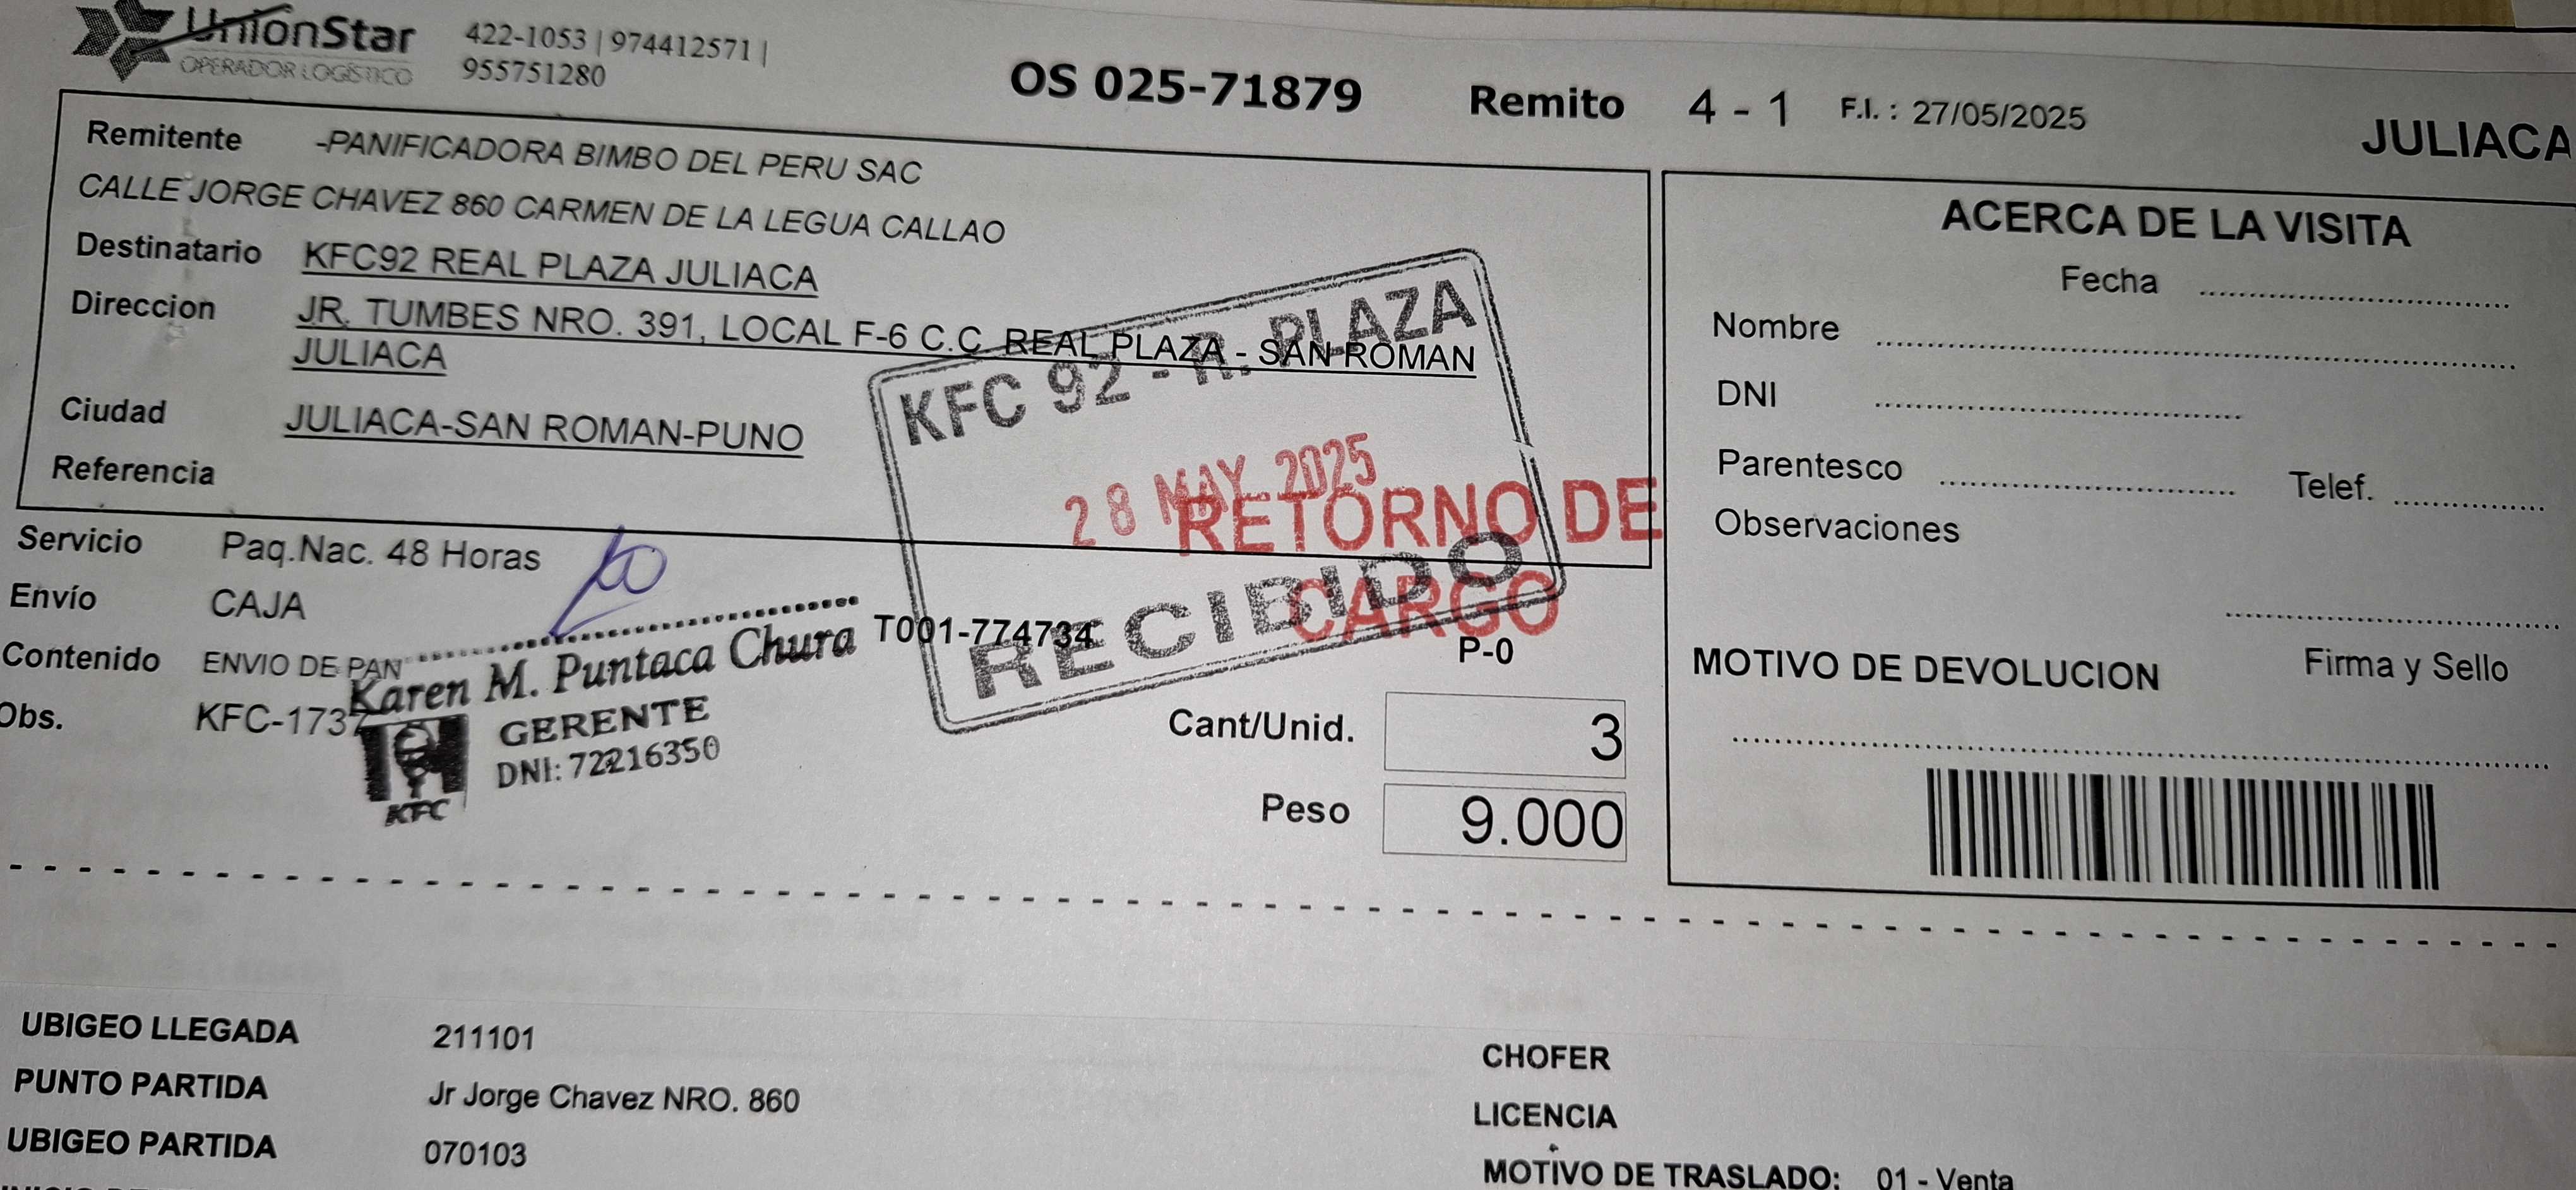 UnionStar
OPERADOR LOGISTICO
422-1053 | 974412571 |
955751280
OS 025-71879 Remito 4 - 1 F.I. : 27/05/2025
JULIACA
Remitente -PANIFICADORA BIMBO DEL PERU SAC
CALLE JORGE CHAVEZ 860 CARMEN DE LA LEGUA CALLAO
Destinatario KFC92 REAL PLAZA JULIACA
Direccion JR. TUMBES NRO. 391, LOCAL F-6 C.C. REAL PLAZA - SAN ROMAN
JULIACA
Ciudad JULIACA-SAN ROMAN-PUNO
Referencia
KFC 92 - R. PLAZA
28 MAY 2025
RECIBIDO
RETORNO DE
CARGO
Servicio Paq.Nac. 48 Horas
Envío CAJA
Contenido ENVIO DE PAN T001-774734
P-0
Obs. KFC-1737
Karen M. Puntaca Chura
GERENTE
DNI: 72216350
KFC
Cant/Unid. 3
Peso 9.000
ACERCA DE LA VISITA
Fecha
Nombre
DNI
Parentesco Telef.
Observaciones
MOTIVO DE DEVOLUCION Firma y Sello
UBIGEO LLEGADA 211101
PUNTO PARTIDA Jr Jorge Chavez NRO. 860
UBIGEO PARTIDA 070103
CHOFER
LICENCIA
MOTIVO DE TRASLADO: 01 - Venta